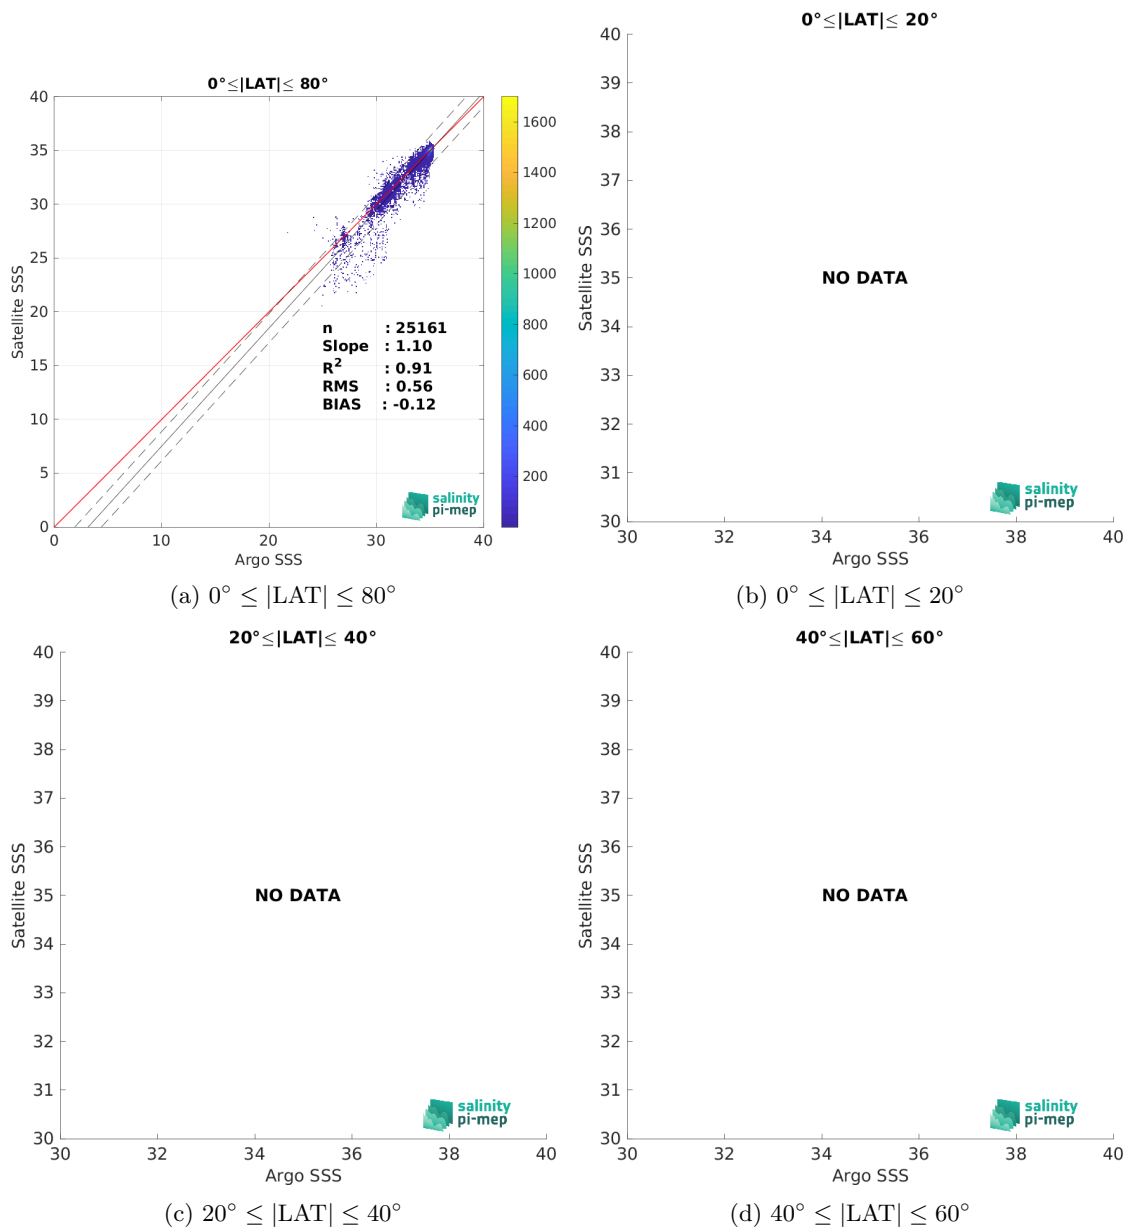 0°≤|LAT|≤ 80°
40
35
30
25
20
15
10
5
0
Satellite SSS
0
10
20
30
40
Argo SSS
1600
1400
1200
1000
800
600
400
200
n : 25161
Slope : 1.10
R² : 0.91
RMS : 0.56
BIAS : -0.12
salinity
pi-mep
(a) 0° ≤ |LAT| ≤ 80°
0°≤|LAT|≤ 20°
40
39
38
37
36
35
34
33
32
31
30
Satellite SSS
NO DATA
salinity
pi-mep
30
32
34
36
38
40
Argo SSS
(b) 0° ≤ |LAT| ≤ 20°
20°≤|LAT|≤ 40°
40
39
38
37
36
35
34
33
32
31
30
Satellite SSS
NO DATA
salinity
pi-mep
30
32
34
36
38
40
Argo SSS
(c) 20° ≤ |LAT| ≤ 40°
40°≤|LAT|≤ 60°
40
39
38
37
36
35
34
33
32
31
30
Satellite SSS
NO DATA
salinity
pi-mep
30
32
34
36
38
40
Argo SSS
(d) 40° ≤ |LAT| ≤ 60°